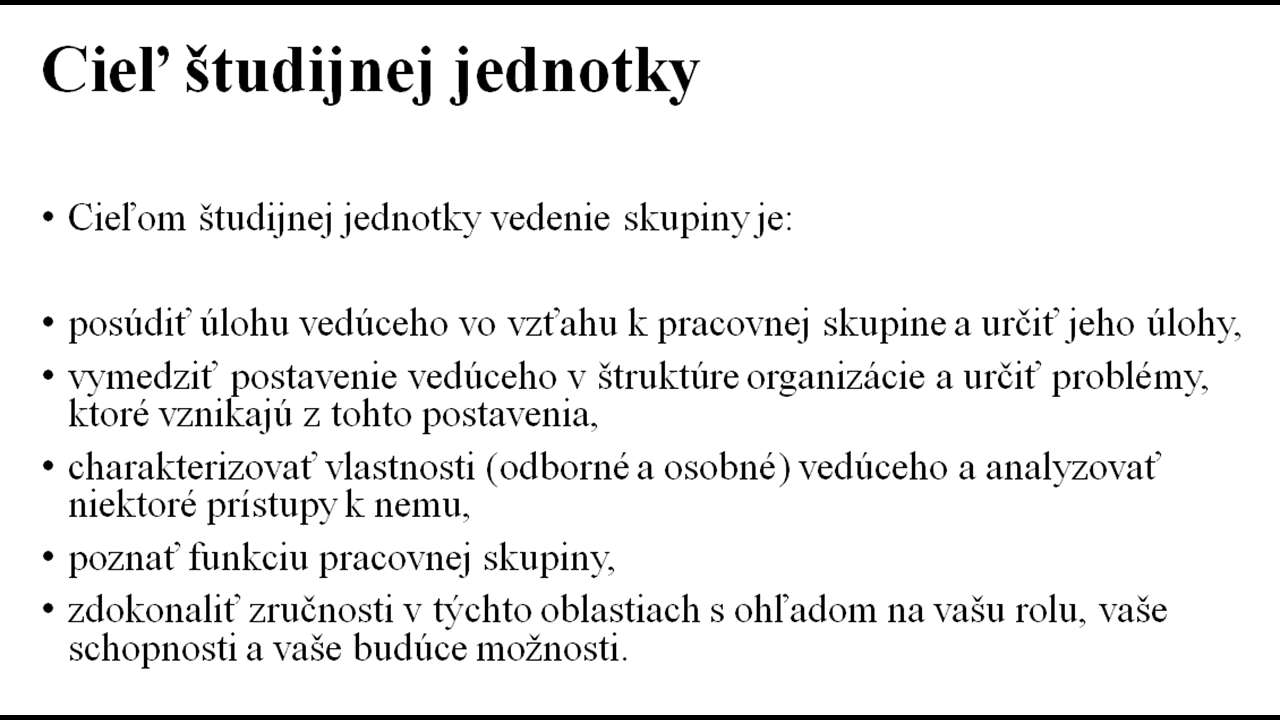 Cieľ študijnej jednotky
• Cieľom študijnej jednotky vedenie skupiny je:
• posúdiť úlohu vedúceho vo vzťahu k pracovnej skupine a určiť jeho úlohy,
• vymedziť postavenie vedúceho v štruktúre organizácie a určiť problémy,
ktoré vznikajú z tohto postavenia,
• charakterizovať vlastnosti (odborné a osobné) vedúceho a analyzovať
niektoré prístupy k nemu,
• poznať funkciu pracovnej skupiny,
• zdokonaliť zručnosti v týchto oblastiach s ohľadom na vašu rolu, vaše
schopnosti a vaše budúce možnosti.